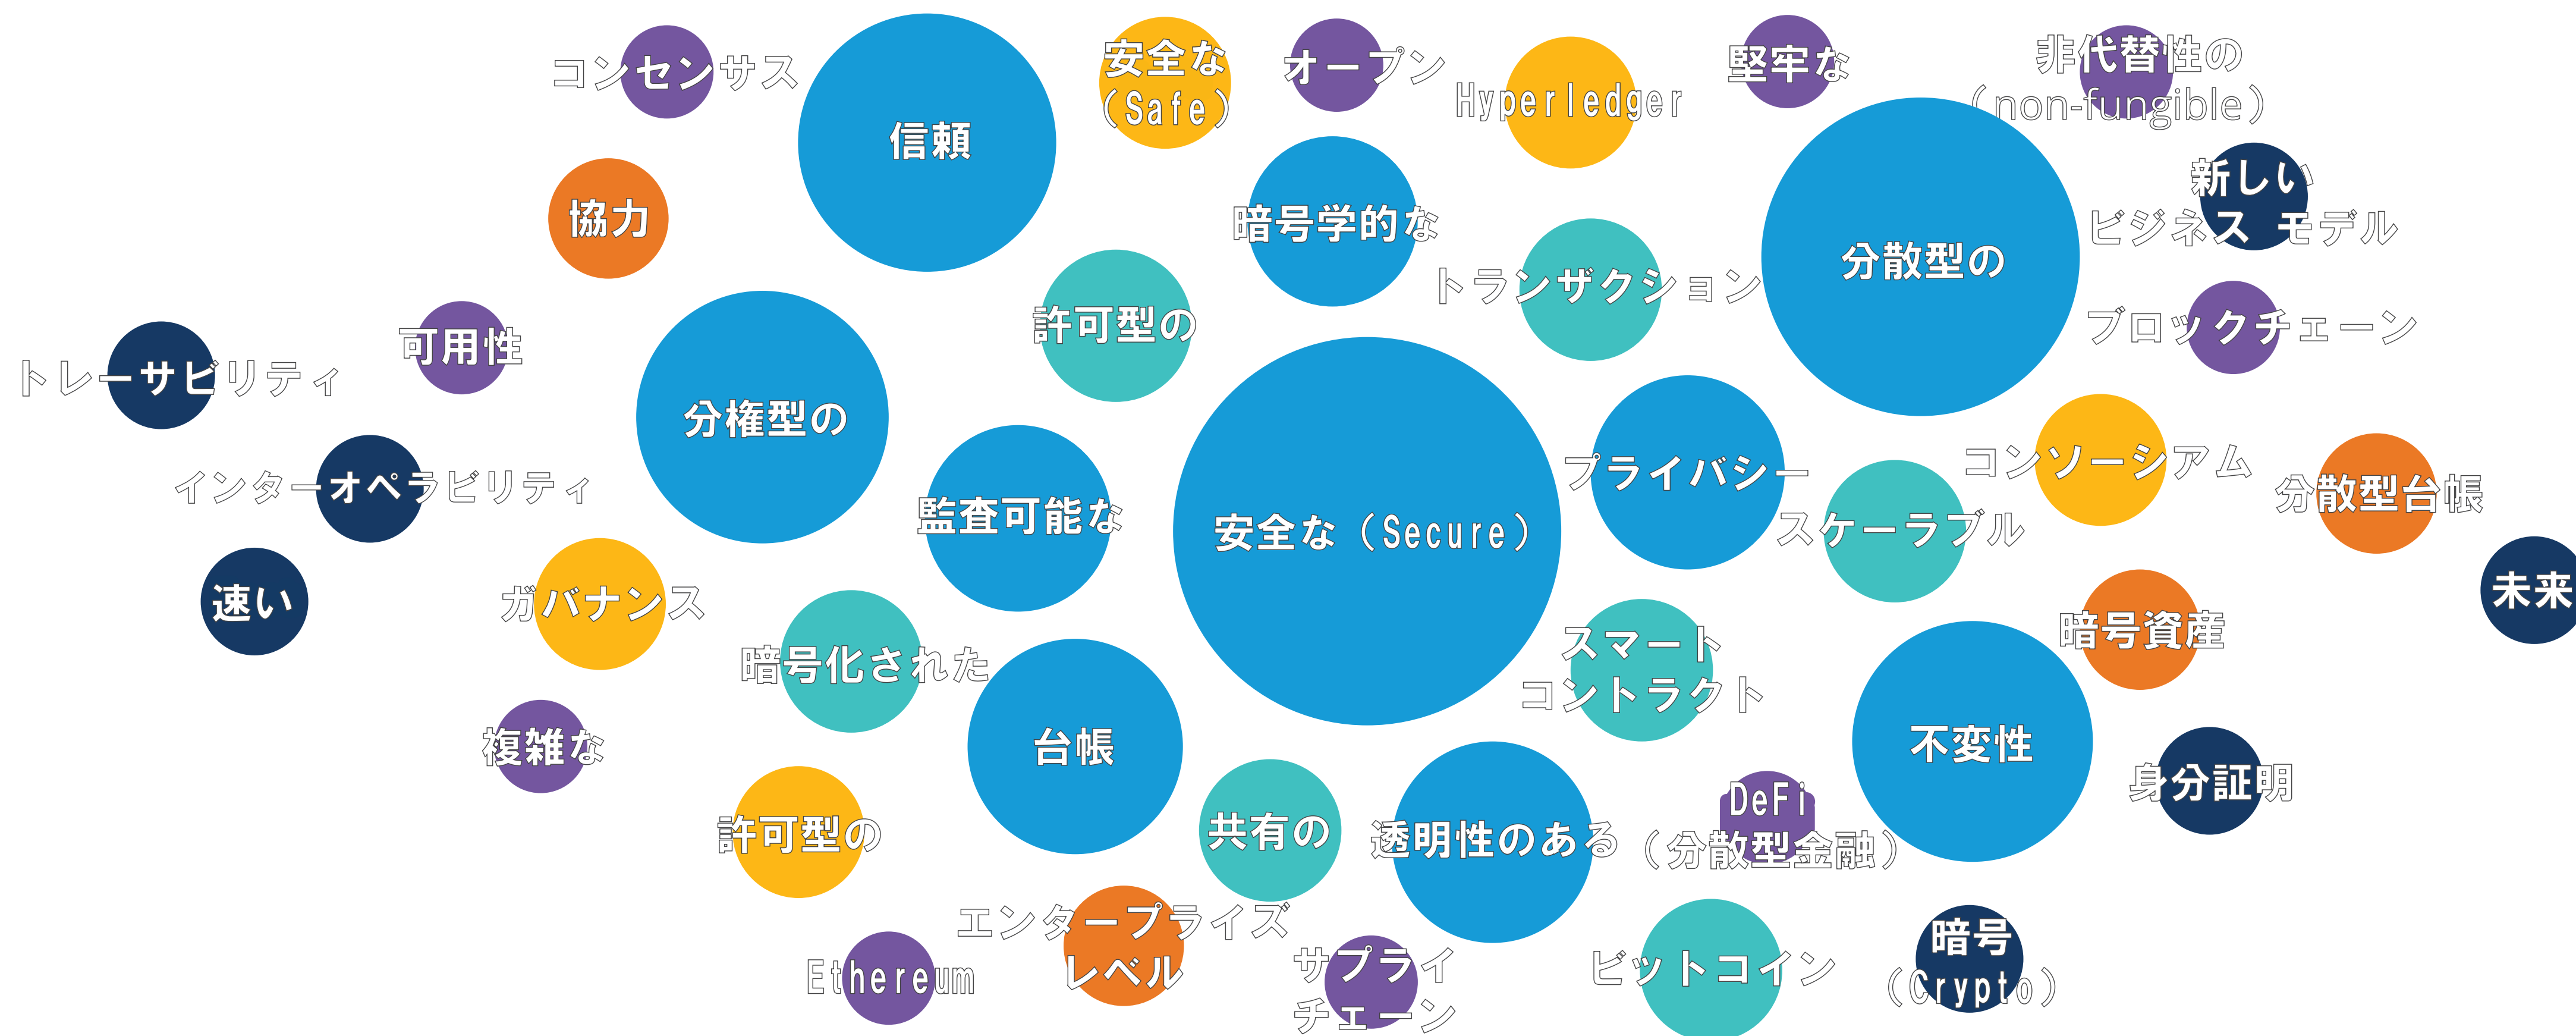 コンセンサス
信頼
安全な
（Safe）
オープン
Hyperledger
堅牢な
非代替性の
（non-fungible）
協力
暗号学的な
新しい
ビジネス モデル
分散型の
トランザクション
許可型の
ブロックチェーン
可用性
トレーサビリティ
分権型の
プライバシー
コンソーシアム
インターオペラビリティ
監査可能な
安全な（Secure）
スケーラブル
分散型台帳
速い
ガバナンス
未来
暗号化された
スマート
コントラクト
暗号資産
複雑な
台帳
不変性
身分証明
許可型の
共有の
透明性のある
DeFi
（分散型金融）
エンタープライズ
レベル
Ethereum
サプライ
チェーン
ビットコイン
暗号
（Crypto）